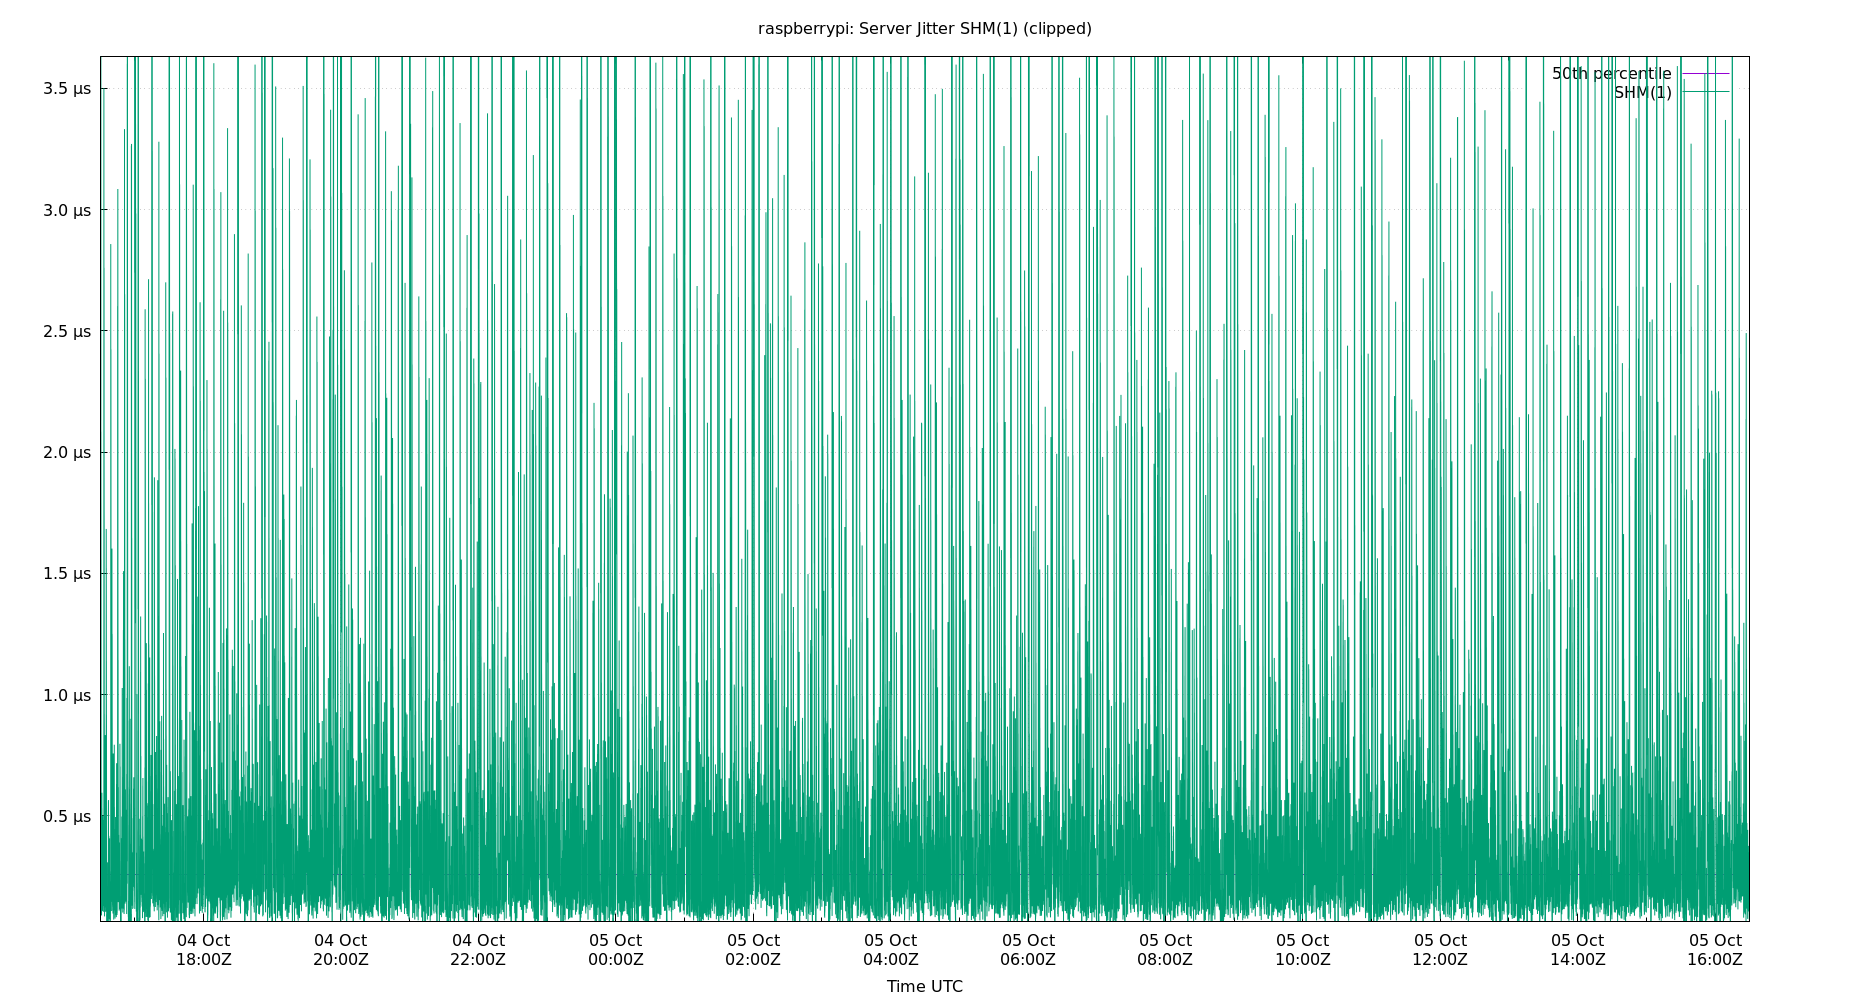 raspberrypi: Server Jitter SHM(1) (clipped)
50th percentile
SHM(1)
3.5 µs
3.0 µs
2.5 µs
2.0 µs
1.5 µs
1.0 µs
0.5 µs
04 Oct 04 Oct 04 Oct 05 Oct 05 Oct 05 Oct 05 Oct 05 Oct 05 Oct 05 Oct 05 Oct 05 Oct
18:00Z 20:00Z 22:00Z 00:00Z 02:00Z 04:00Z 06:00Z 08:00Z 10:00Z 12:00Z 14:00Z 16:00Z
Time UTC